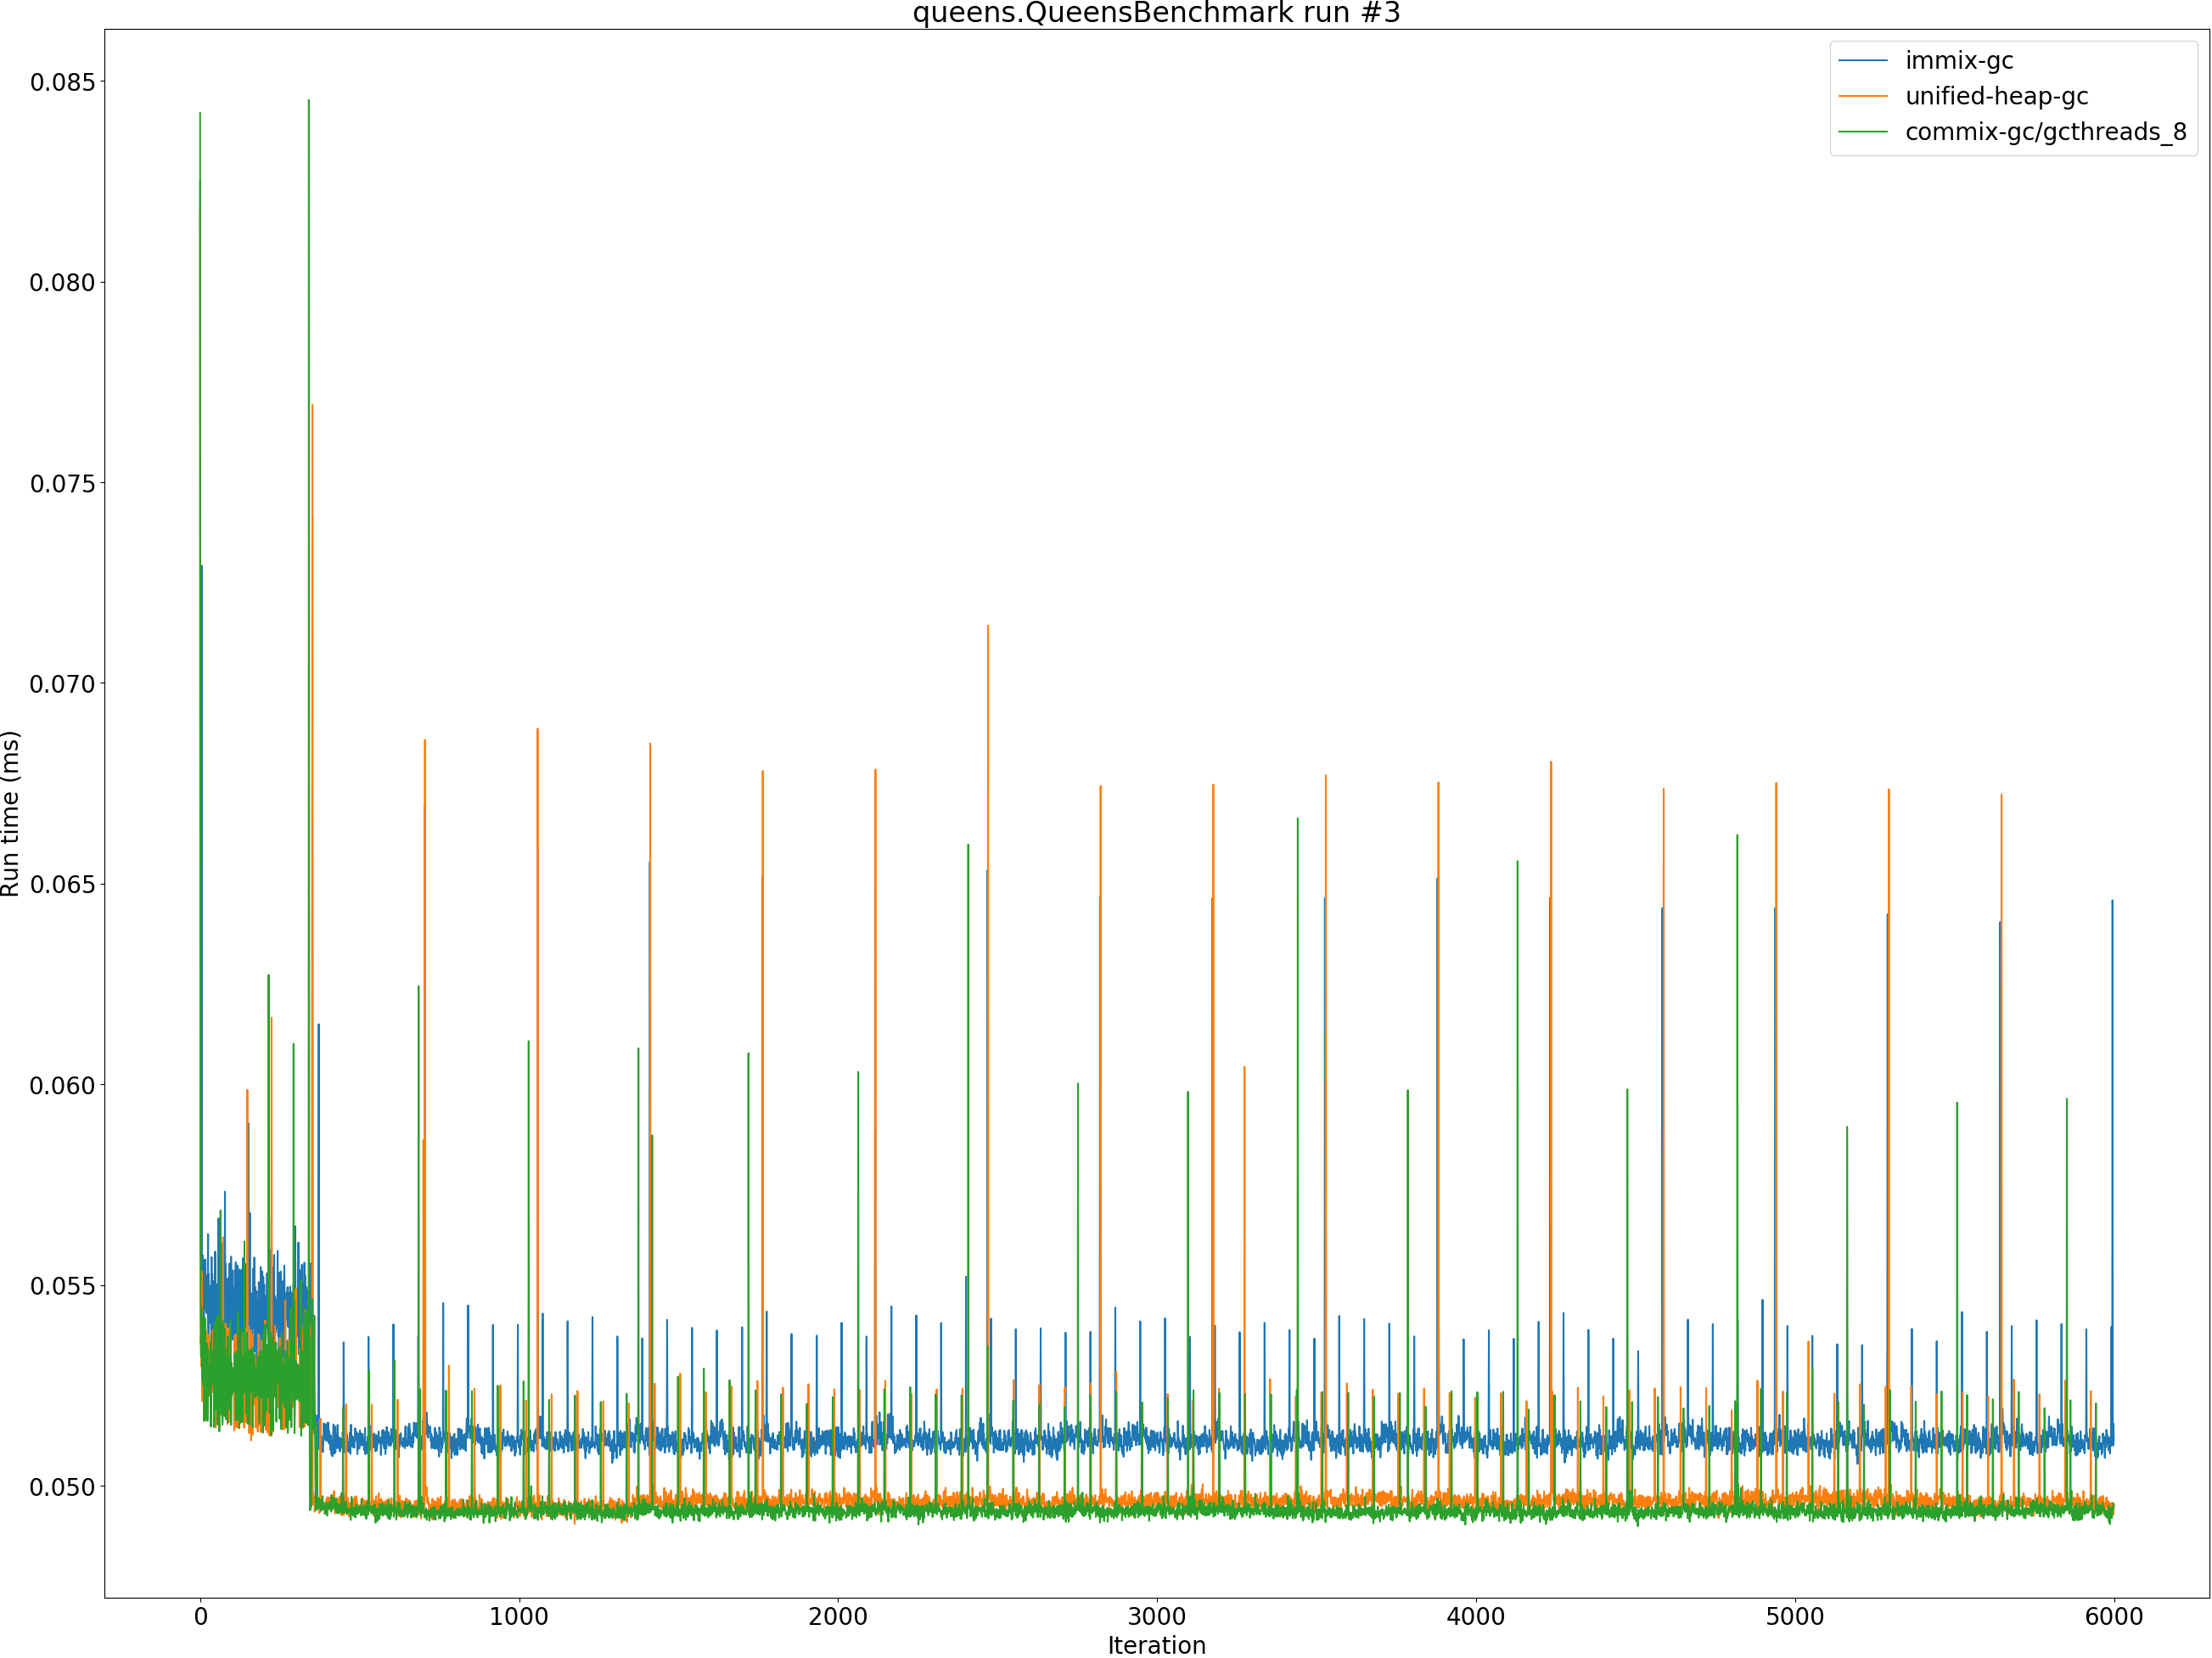 queens.QueensBenchmark run #3
immix-gc
unified-heap-gc
commix-gc/gcthreads_8
Run time (ms)
0.085
0.080
0.075
0.070
0.065
0.060
0.055
0.050
0 1000 2000 3000 4000 5000 6000
Iteration